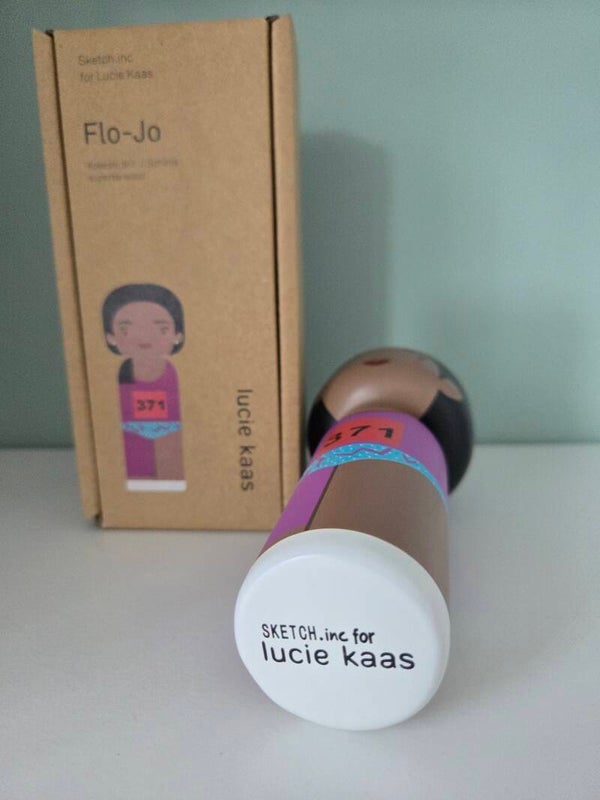 Sketch.inc
for Lucie Kaas
Flo-Jo
371
lucie kaas
371
SKETCH.inc for
lucie kaas